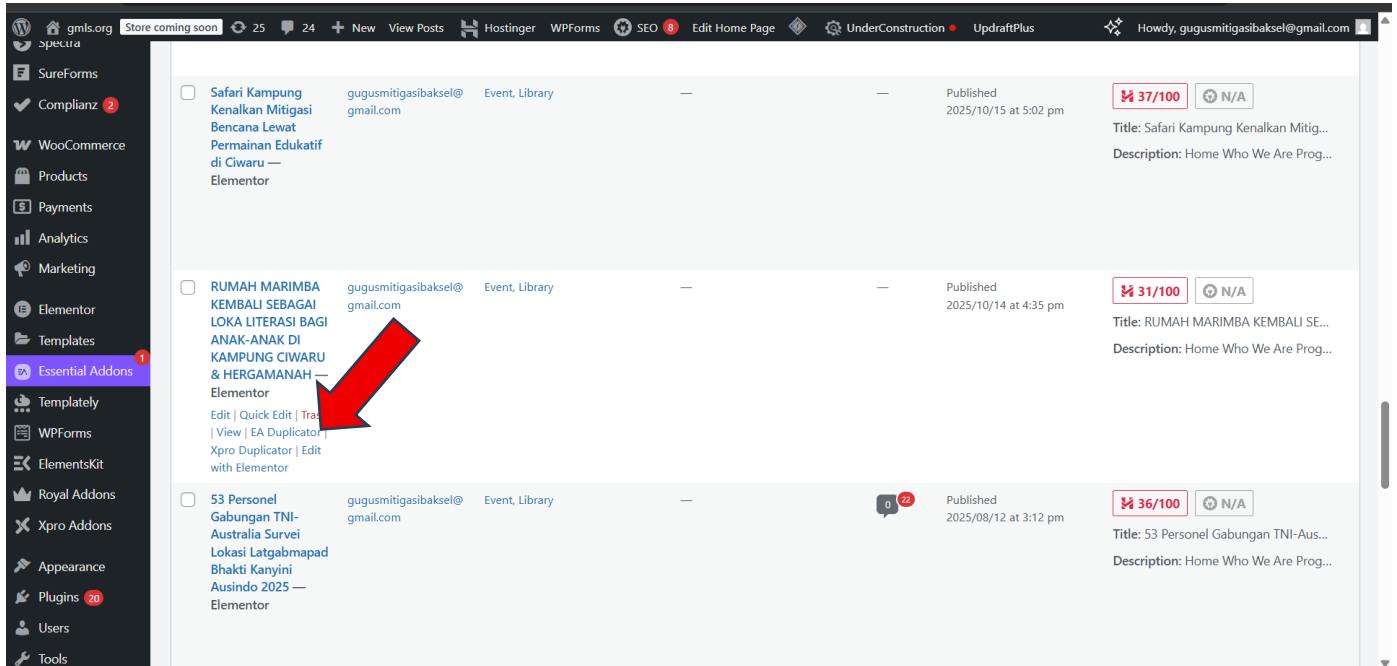 gmls.org Store coming soon 25 24 New View Posts Hostinger WPForms SEO 8 Edit Home Page UnderConstruction UpdraftPlus Howdy, gugusmitigasibaksel@gmail.com
Spectra
SureForms
Complianz 2
WooCommerce
Products
Payments
Analytics
Marketing
Elementor
Templates
1
Essential Addons
Templately
WPForms
ElementsKit
Royal Addons
Xpro Addons
Appearance
Plugins 20
Users
Tools
Safari Kampung
Kenalkan Mitigasi
Bencana Lewat
Permainan Edukatif
di Ciwaru —
Elementor
gugusmitigasibaksel@
gmail.com
Event, Library
—
—
Published
2025/10/15 at 5:02 pm
37/100 N/A
Title: Safari Kampung Kenalkan Mitig...
Description: Home Who We Are Prog...
RUMAH MARIMBA
KEMBALI SEBAGAI
LOKA LITERASI BAGI
ANAK-ANAK DI
KAMPUNG CIWARU
& HERGAMANAH —
Elementor
Edit | Quick Edit | Tras
| View | EA Duplicator |
Xpro Duplicator | Edit
with Elementor
gugusmitigasibaksel@
gmail.com
Event, Library
—
—
Published
2025/10/14 at 4:35 pm
31/100 N/A
Title: RUMAH MARIMBA KEMBALI SE...
Description: Home Who We Are Prog...
53 Personel
Gabungan TNI-
Australia Survei
Lokasi Latgabmapad
Bhakti Kanyini
Ausindo 2025 —
Elementor
gugusmitigasibaksel@
gmail.com
Event, Library
—
0 22
Published
2025/08/12 at 3:12 pm
36/100 N/A
Title: 53 Personel Gabungan TNI-Aus...
Description: Home Who We Are Prog...